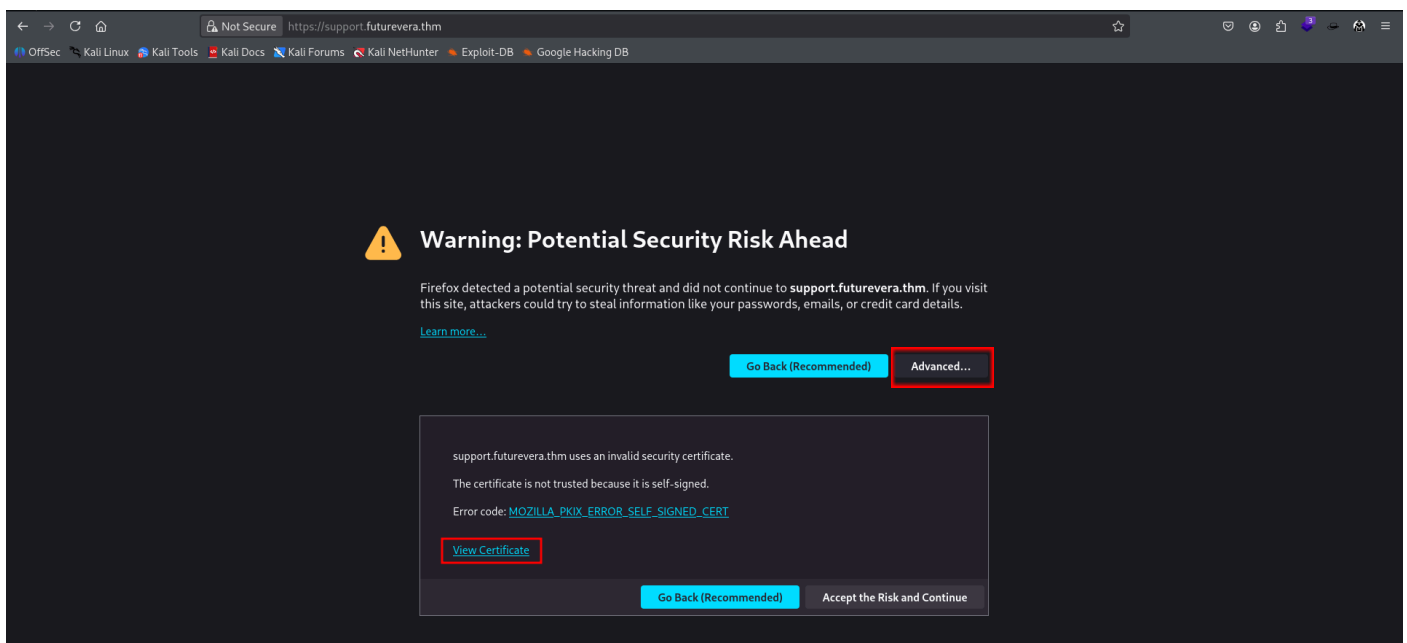 Not Secure https://support.futurevera.thm
OffSec Kali Linux Kali Tools Kali Docs Kali Forums Kali NetHunter Exploit-DB Google Hacking DB
3
Warning: Potential Security Risk Ahead
Firefox detected a potential security threat and did not continue to support.futurevera.thm. If you visit
this site, attackers could try to steal information like your passwords, emails, or credit card details.
Learn more...
Go Back (Recommended) Advanced...
support.futurevera.thm uses an invalid security certificate.
The certificate is not trusted because it is self-signed.
Error code: MOZILLA_PKIX_ERROR_SELF_SIGNED_CERT
View Certificate
Go Back (Recommended) Accept the Risk and Continue